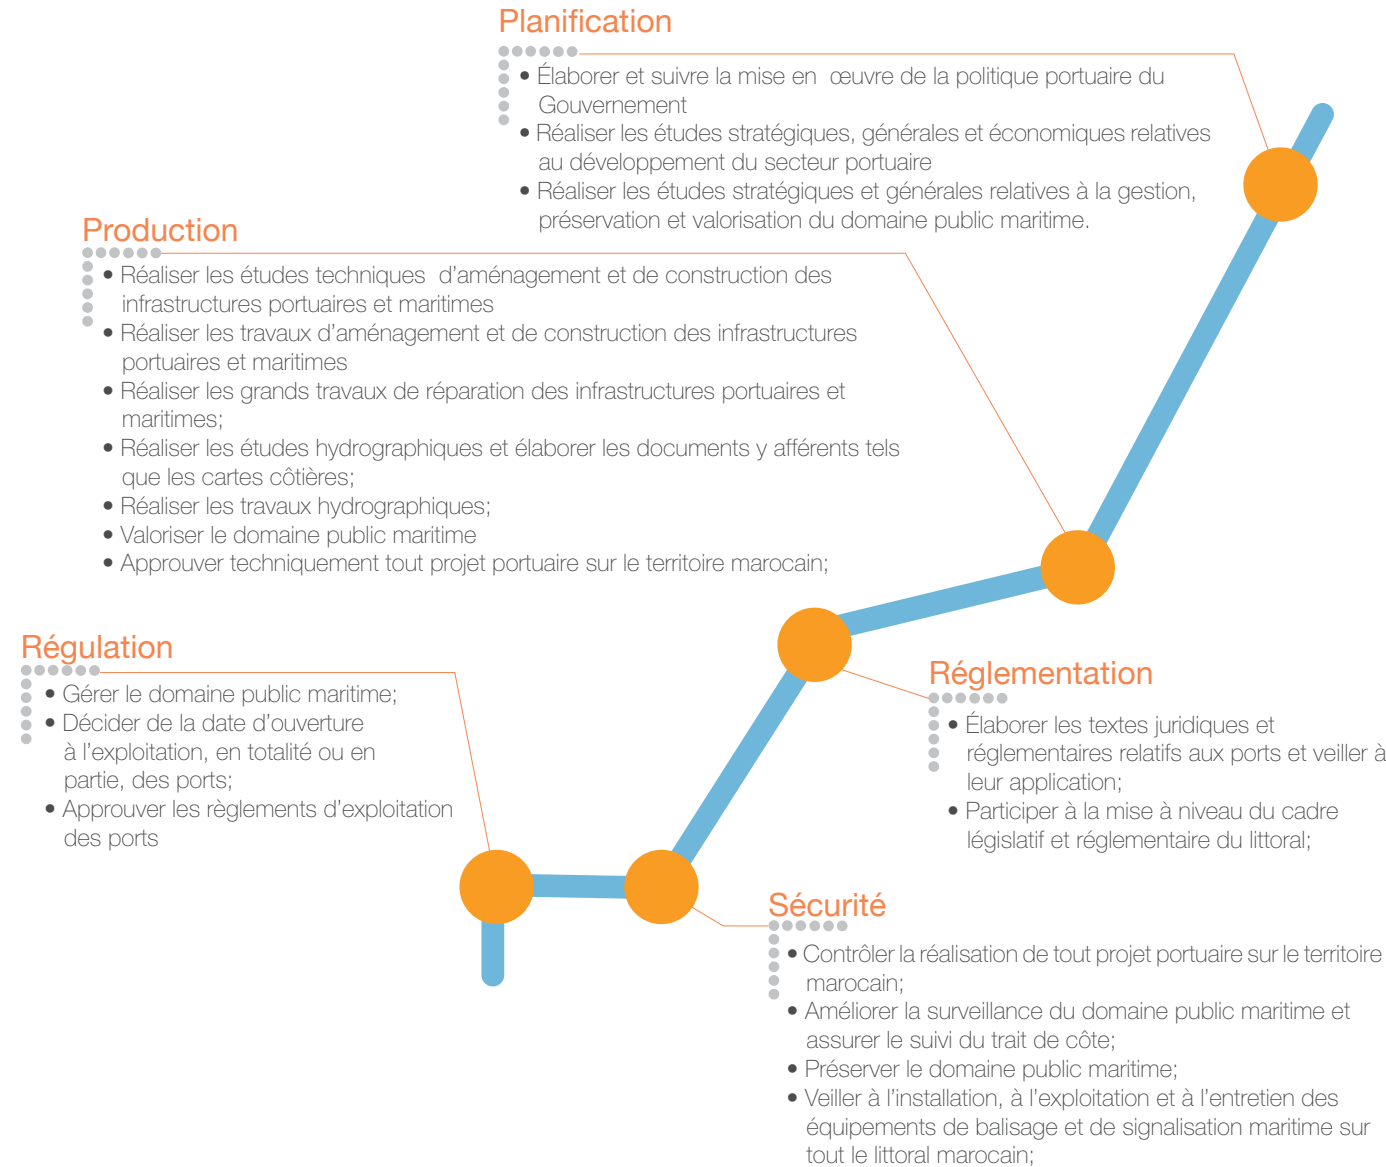 Planification
• Élaborer et suivre la mise en œuvre de la politique portuaire du
Gouvernement
• Réaliser les études stratégiques, générales et économiques relatives
au développement du secteur portuaire
• Réaliser les études stratégiques et générales relatives à la gestion,
préservation et valorisation du domaine public maritime.
Production
• Réaliser les études techniques d’aménagement et de construction des
infrastructures portuaires et maritimes
• Réaliser les travaux d’aménagement et de construction des infrastructures
portuaires et maritimes
• Réaliser les grands travaux de réparation des infrastructures portuaires et
maritimes;
• Réaliser les études hydrographiques et élaborer les documents y afférents tels
que les cartes côtières;
• Réaliser les travaux hydrographiques;
• Valoriser le domaine public maritime
• Approuver techniquement tout projet portuaire sur le territoire marocain;
Régulation
• Gérer le domaine public maritime;
• Décider de la date d’ouverture
à l’exploitation, en totalité ou en
partie, des ports;
• Approuver les règlements d’exploitation
des ports
Réglementation
• Élaborer les textes juridiques et
réglementaires relatifs aux ports et veiller à
leur application;
• Participer à la mise à niveau du cadre
législatif et réglementaire du littoral;
Sécurité
• Contrôler la réalisation de tout projet portuaire sur le territoire
marocain;
• Améliorer la surveillance du domaine public maritime et
assurer le suivi du trait de côte;
• Préserver le domaine public maritime;
• Veiller à l’installation, à l’exploitation et à l’entretien des
équipements de balisage et de signalisation maritime sur
tout le littoral marocain;